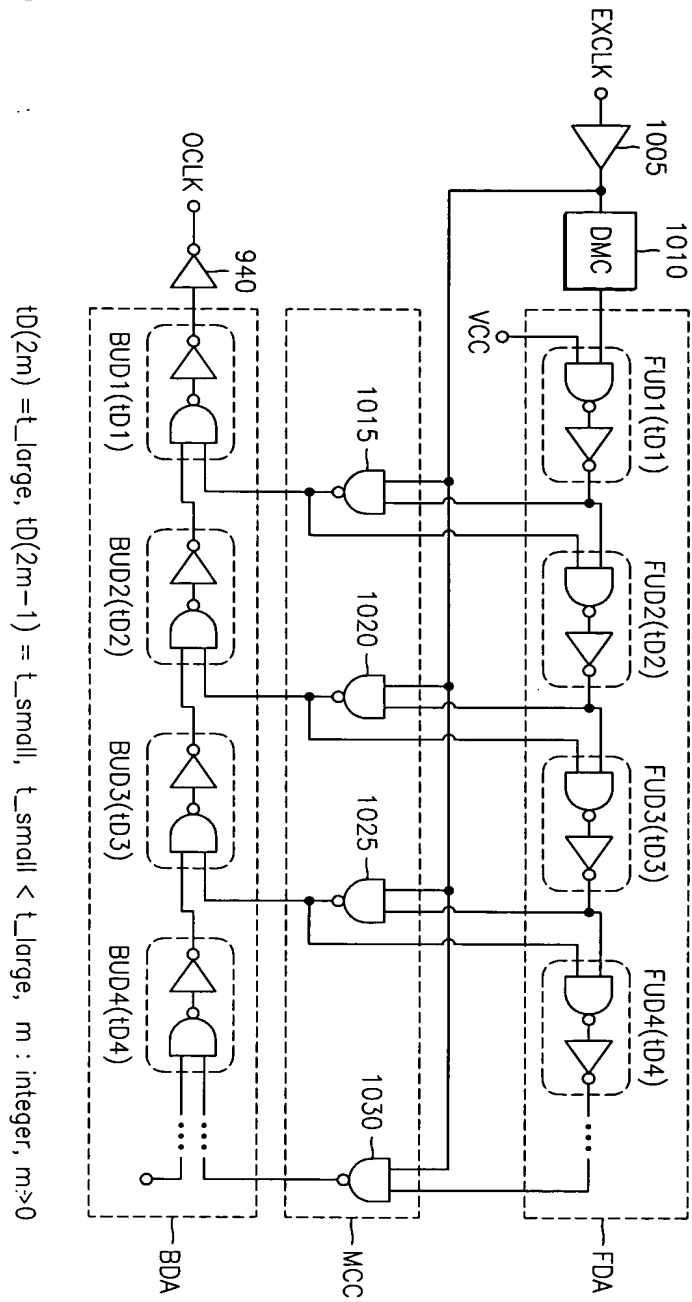 EXCLK
1005
1010
DMC
VCC
FUD1(tD1)
FUD2(tD2)
FUD3(tD3)
FUD4(tD4)
FDA
1015
1020
1025
1030
MCC
OCLK
940
BUD1(tD1)
BUD2(tD2)
BUD3(tD3)
BUD4(tD4)
BDA
tD(2m) =t_large, tD(2m-1) = t_small, t_small < t_large, m : integer, m>0